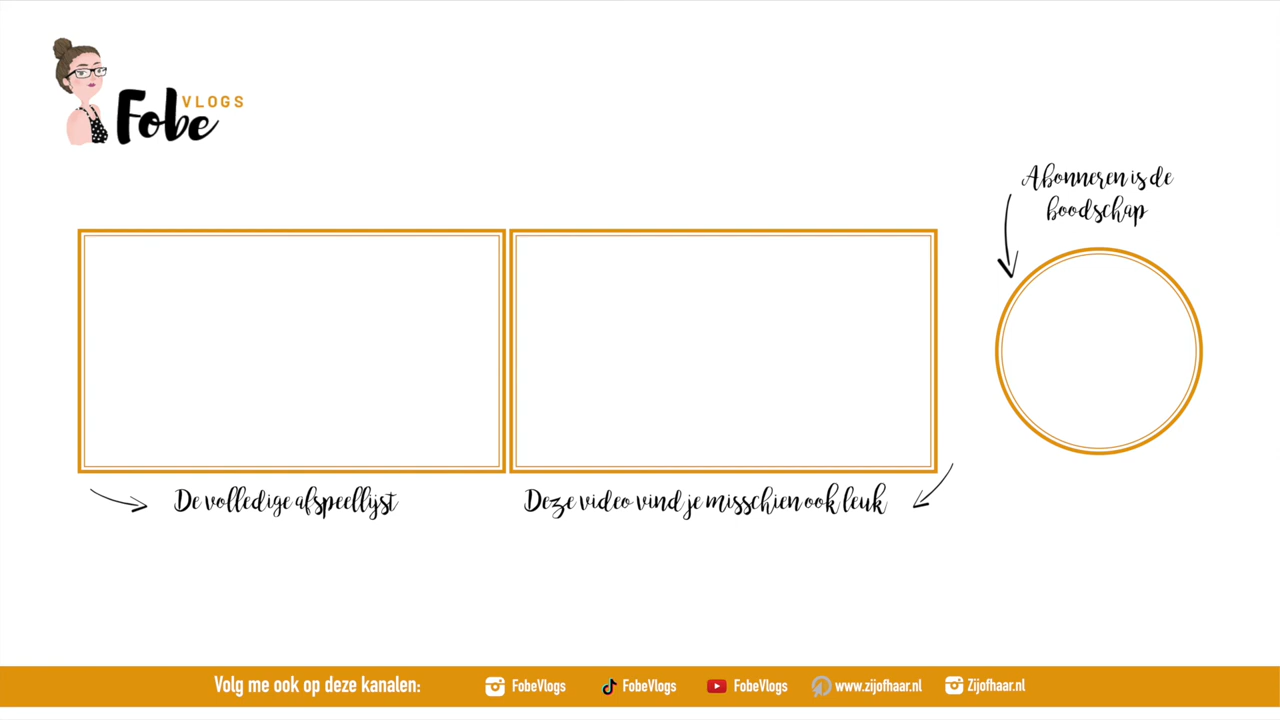 VLOGS
Fobe
Abonneren is de
boodschap
De volledige afspeellijst
Deze video vind je misschien ook leuk
Volg me ook op deze kanalen: FobeVlogs FobeVlogs FobeVlogs www.zijofhaar.nl Zijofhaar.nl